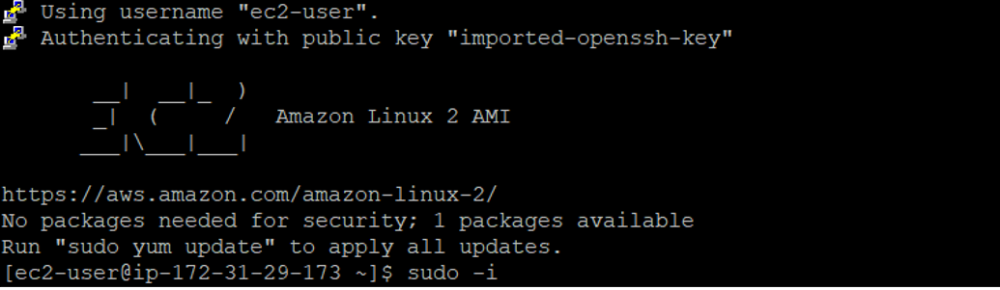 Using username "ec2-user".
Authenticating with public key "imported-openssh-key"
       __|  __|_  )
       _|  (     /   Amazon Linux 2 AMI
      ___|\___|___|
https://aws.amazon.com/amazon-linux-2/
No packages needed for security; 1 packages available
Run "sudo yum update" to apply all updates.
[ec2-user@ip-172-31-29-173 ~]$ sudo -i